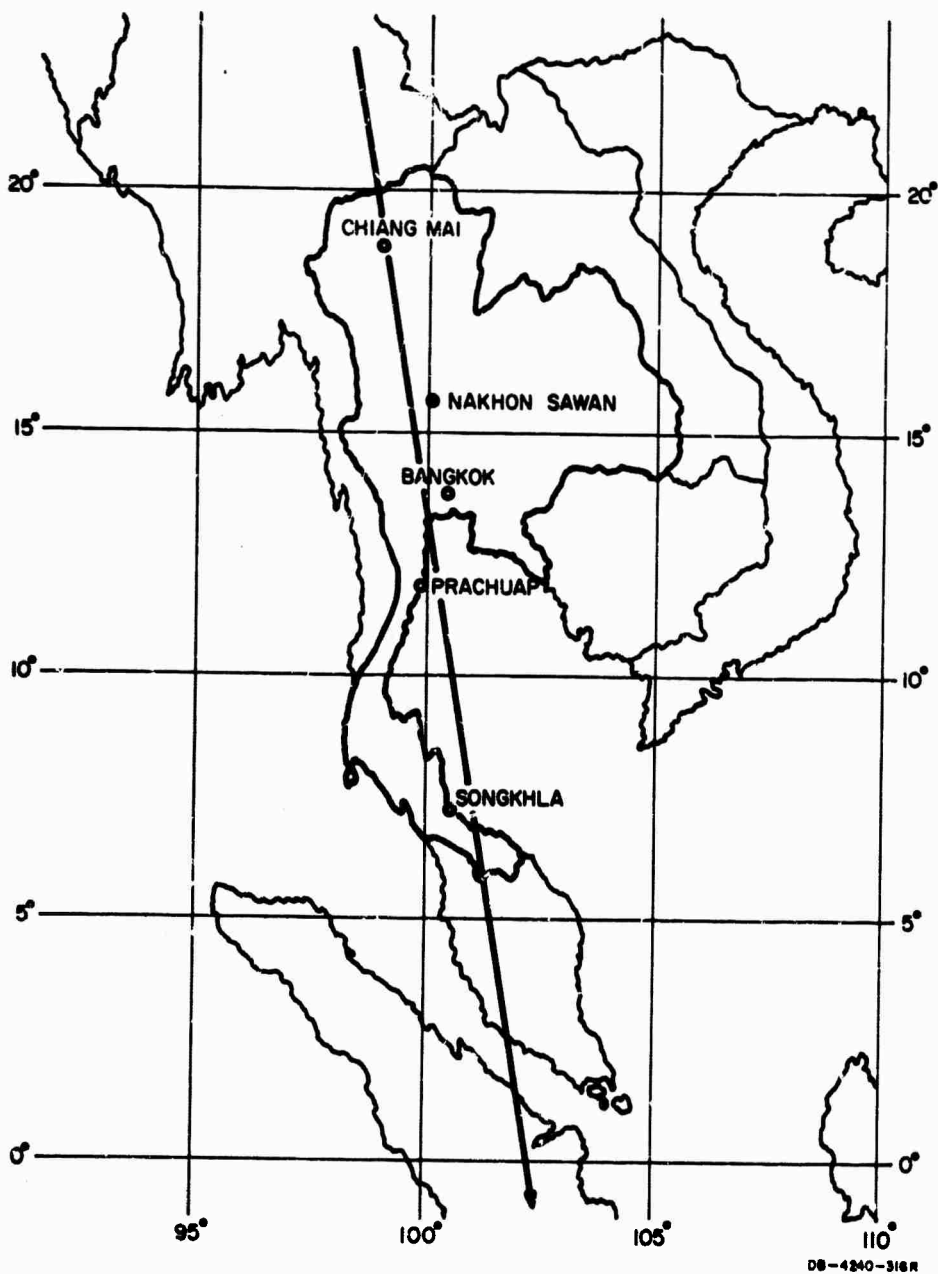 20°
20°
CHIANG MAI
NAKHON SAWAN
15°
15°
BANGKOK
PRACHUAP
10°
10°
SONGKHLA
5°
5°
0°
0°
95°
100°
105°
110°
DB-4240-316R